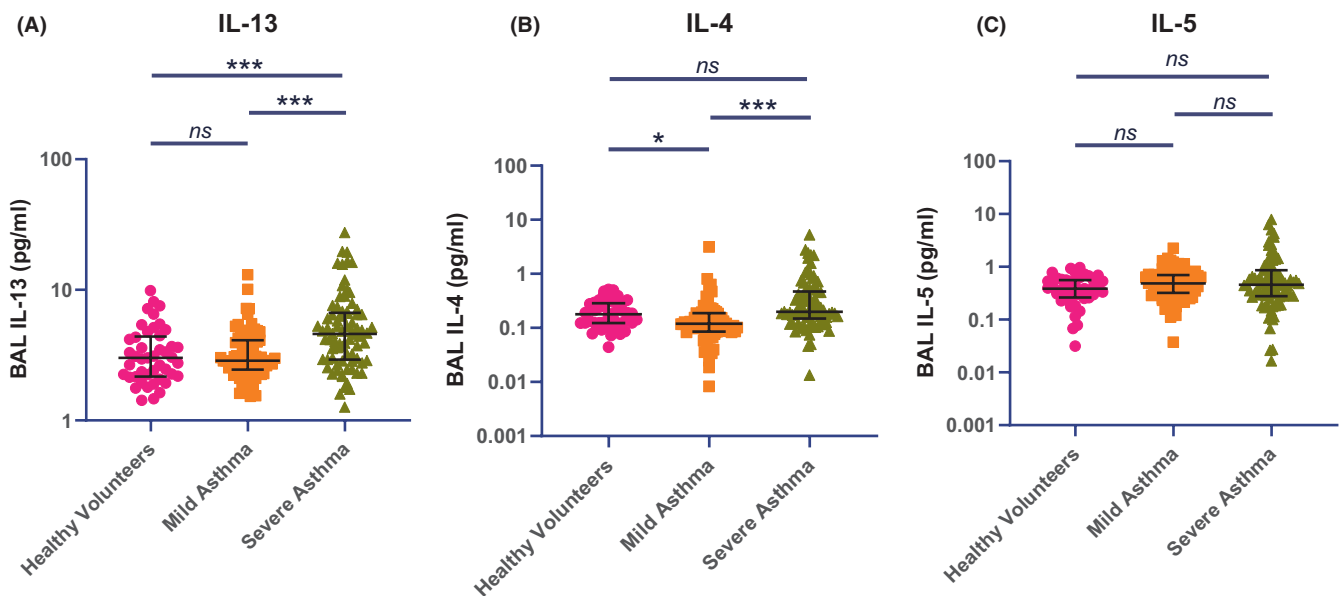 (A)
IL-13
***
***
ns
BAL IL-13 (pg/ml)
100
10
1
Healthy Volunteers
Mild Asthma
Severe Asthma
(B)
IL-4
ns
***
*
BAL IL-4 (pg/ml)
100
10
1
0.1
0.01
0.001
Healthy Volunteers
Mild Asthma
Severe Asthma
(C)
IL-5
ns
ns
ns
BAL IL-5 (pg/ml)
100
10
1
0.1
0.01
0.001
Healthy Volunteers
Mild Asthma
Severe Asthma